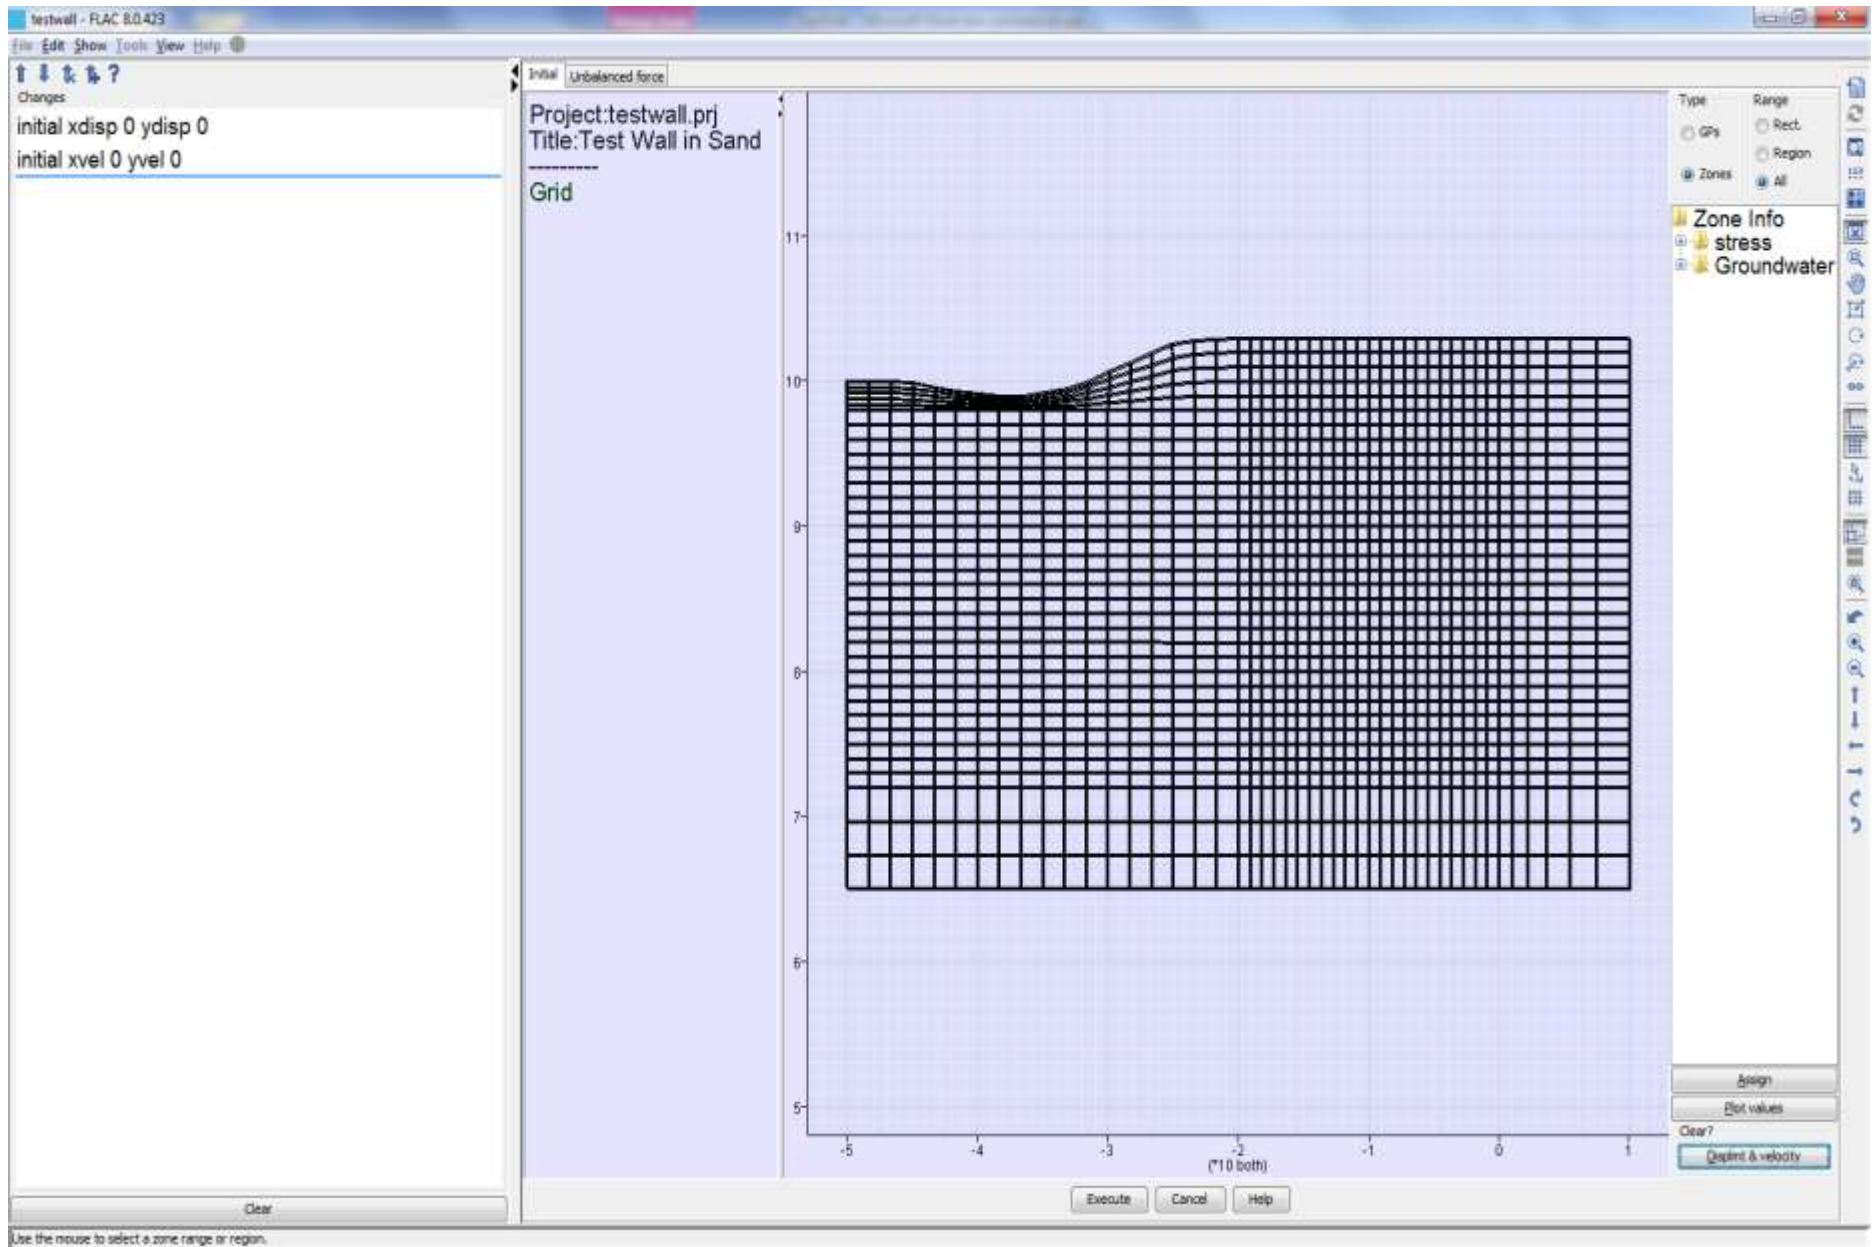 testwall - FLAC 8.0.423
File Edit Show Tools View Help
?
Changes
initial xdisp 0 ydisp 0
initial xvel 0 yvel 0
Clear
Initial Unbalanced force
Project:testwall.prj
Title:Test Wall in Sand
---------
Grid
11
10
9
8
7
6
5
-5 -4 -3 -2 -1 0 1
(*10 both)
Type Range
GPs Rect.
Region
Zones All
Zone Info
stress
Groundwater
Assign
Plot values
Clear?
Displmt & velocity
Execute Cancel Help
Use the mouse to select a zone range or region.